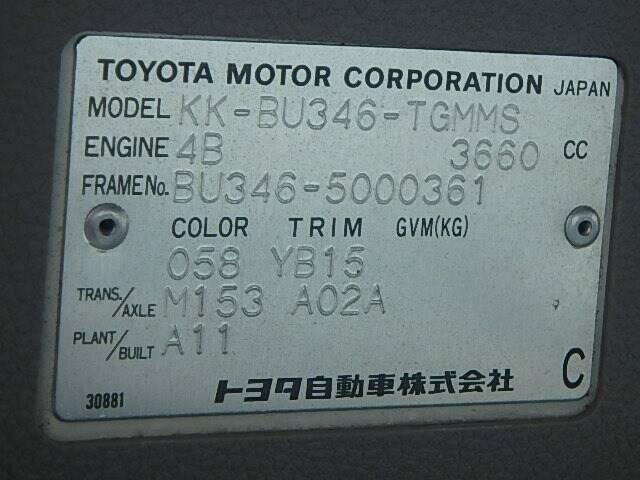 TOYOTA MOTOR CORPORATION JAPAN
MODEL KK-BU346-TGMMS
ENGINE 4B 3660 CC
FRAME No. BU346-5000361
COLOR TRIM GVM(KG)
058 YB15
TRANS./AXLE M153 A02A
PLANT/BUILT A11
30881 トヨタ自動車株式会社 C